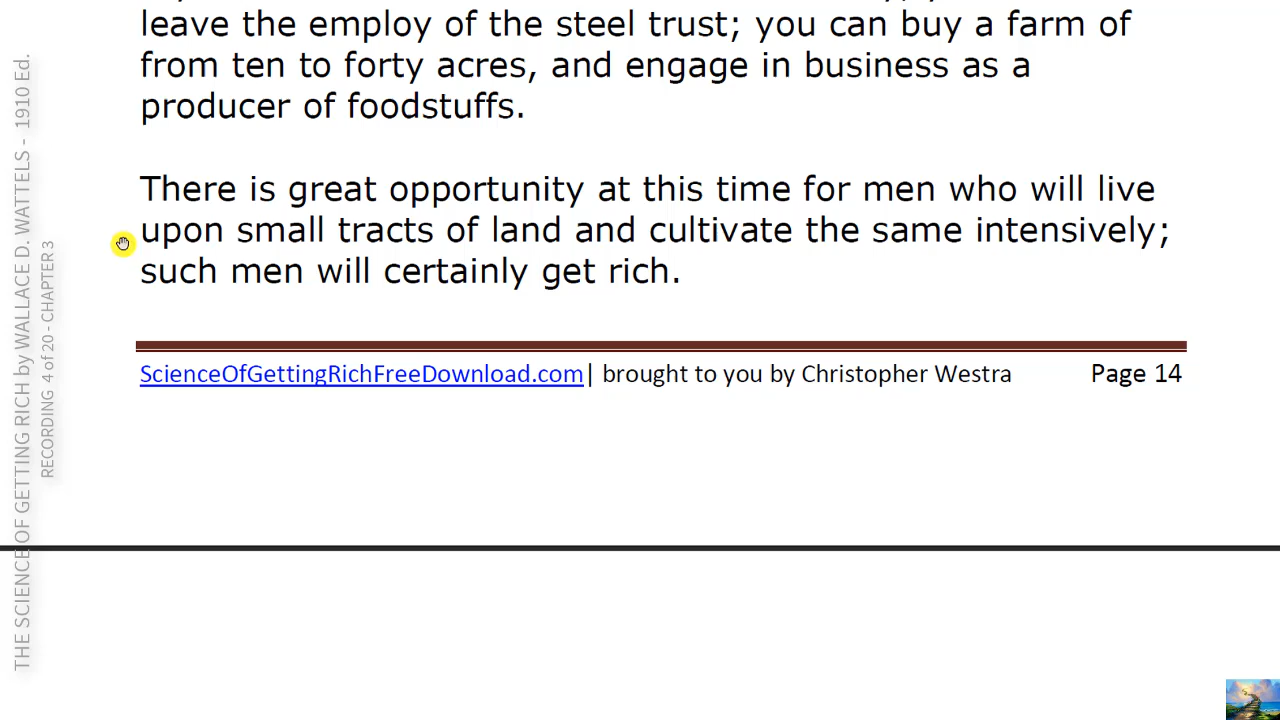 leave the employ of the steel trust; you can buy a farm of
from ten to forty acres, and engage in business as a
producer of foodstuffs.
There is great opportunity at this time for men who will live
upon small tracts of land and cultivate the same intensively;
such men will certainly get rich.
ScienceOfGettingRichFreeDownload.com| brought to you by Christopher Westra Page 14
THE SCIENCE OF GETTING RICH by WALLACE D. WATTELS - 1910 Ed.
RECORDING 4 of 20 - CHAPTER 3